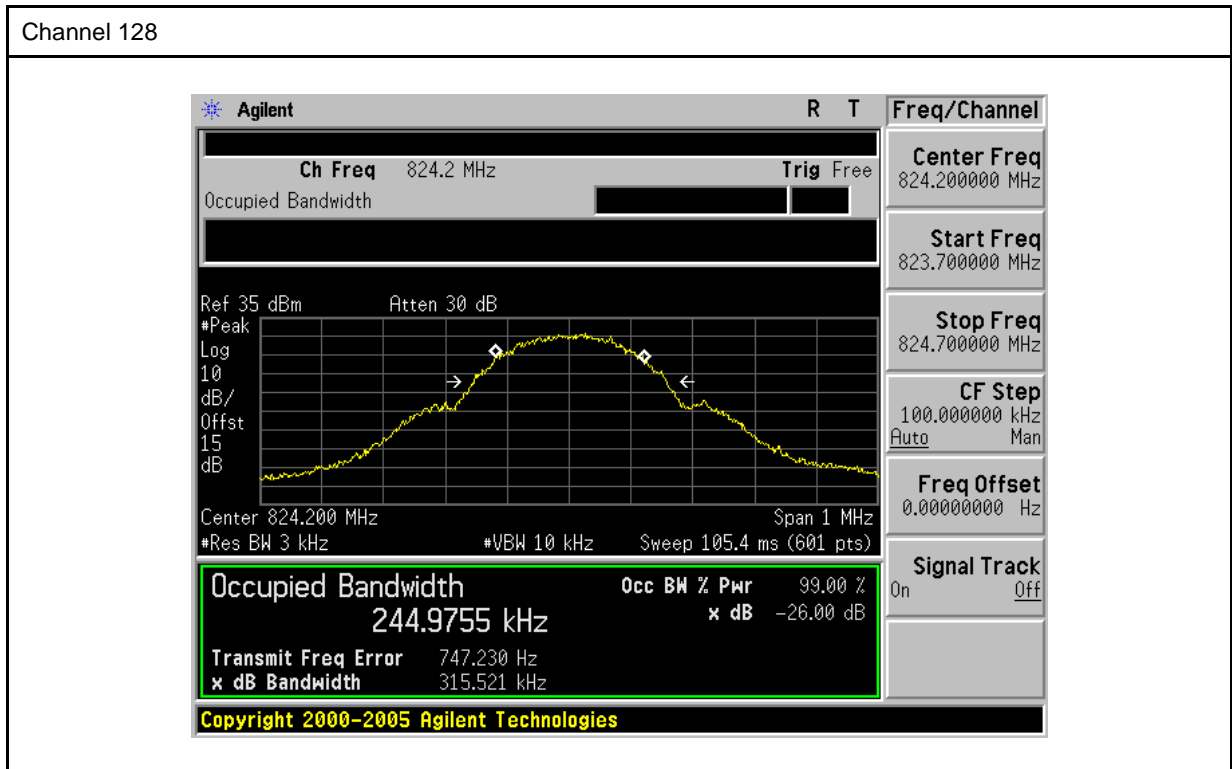 Channel 128
Agilent R T
Freq/Channel
Ch Freq 824.2 MHz Trig Free
Occupied Bandwidth
Center Freq
824.200000 MHz
Start Freq
823.700000 MHz
Stop Freq
824.700000 MHz
CF Step
100.000000 kHz
Auto Man
Freq Offset
0.00000000 Hz
Signal Track
On Off
Ref 35 dBm Atten 30 dB
#Peak
Log
10
dB/
Offst
15
dB
Center 824.200 MHz Span 1 MHz
#Res BW 3 kHz #VBW 10 kHz Sweep 105.4 ms (601 pts)
Occupied Bandwidth
244.9755 kHz
Occ BW % Pwr 99.00 %
x dB -26.00 dB
Transmit Freq Error 747.230 Hz
x dB Bandwidth 315.521 kHz
Copyright 2000-2005 Agilent Technologies